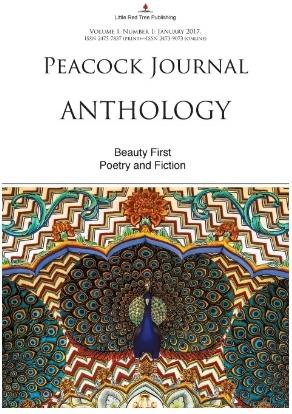 Little Red Tree Publishing
Volume 1, Number 1: January 2017,
ISSN 2475-7837 (print)—ISSN 2473-9073 (online)
Peacock Journal
ANTHOLOGY
Beauty First
Poetry and Fiction